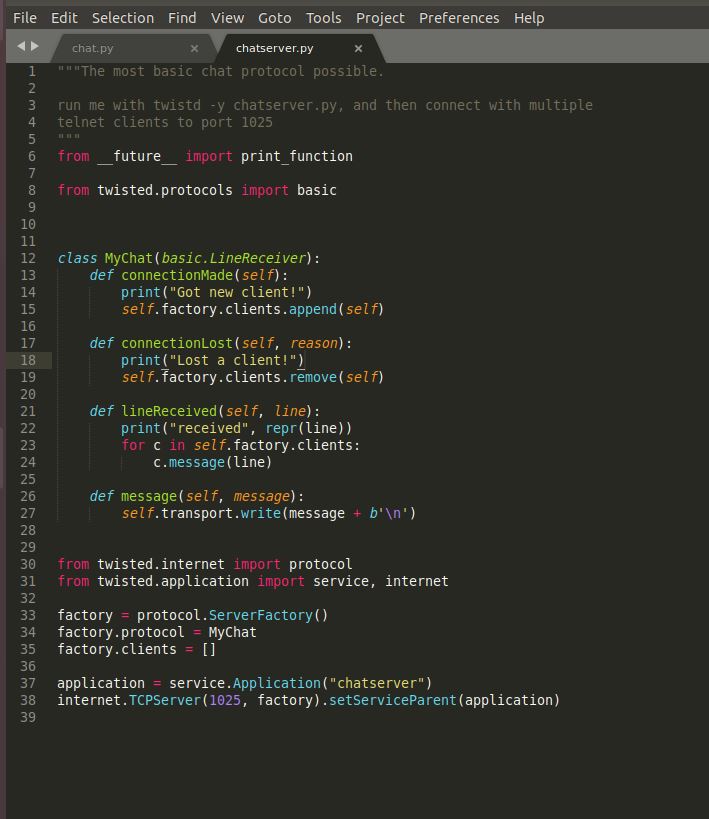 File Edit Selection Find View Goto Tools Project Preferences Help
chat.py × chatserver.py ×
1 """The most basic chat protocol possible.
2
3 run me with twistd -y chatserver.py, and then connect with multiple
4 telnet clients to port 1025
5 """
6 from __future__ import print_function
7
8 from twisted.protocols import basic
9
10
11
12 class MyChat(basic.LineReceiver):
13     def connectionMade(self):
14         print("Got new client!")
15         self.factory.clients.append(self)
16
17     def connectionLost(self, reason):
18         print("Lost a client!")
19         self.factory.clients.remove(self)
20
21     def lineReceived(self, line):
22         print("received", repr(line))
23         for c in self.factory.clients:
24             c.message(line)
25
26     def message(self, message):
27         self.transport.write(message + b'\n')
28
29
30 from twisted.internet import protocol
31 from twisted.application import service, internet
32
33 factory = protocol.ServerFactory()
34 factory.protocol = MyChat
35 factory.clients = []
36
37 application = service.Application("chatserver")
38 internet.TCPServer(1025, factory).setServiceParent(application)
39